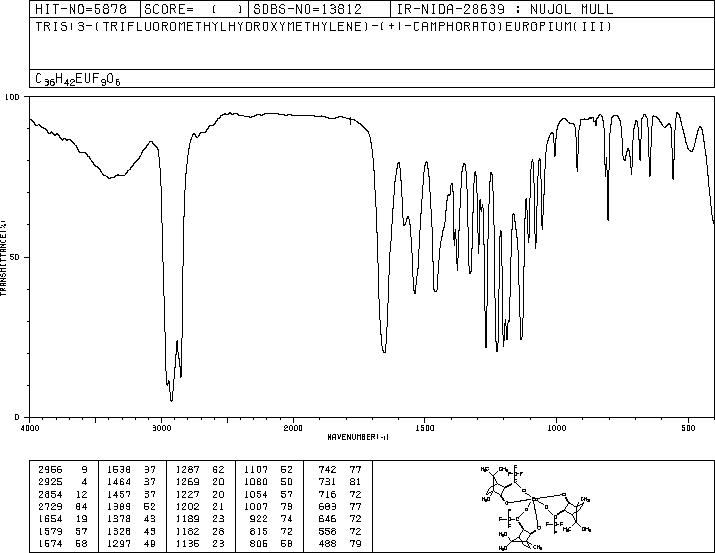 HIT-NO=5878 |SCORE= ( )|SDBS-NO=13812 |IR-NIDA-28639 : NUJOL MULL
TRIS(3-(TRIFLUOROMETHYLHYDROXYMETHYLENE)-(+)-CAMPHORATO)EUROPIUM(III)
C36H42EUF9O6
100
50
0
TRANSMITTANCE(%)
4000 3000 2000 1500 1000 500
WAVENUMBER(-1)
2956 9 1538 37 1287 62 1107 52 742 77
2925 4 1464 37 1269 20 1080 50 731 81
2854 12 1457 37 1227 20 1054 57 716 72
2729 84 1389 52 1202 21 1007 79 683 77
1654 19 1378 43 1189 23 922 74 646 72
1579 57 1328 43 1182 28 815 72 558 72
1574 58 1297 49 1136 23 806 58 488 79